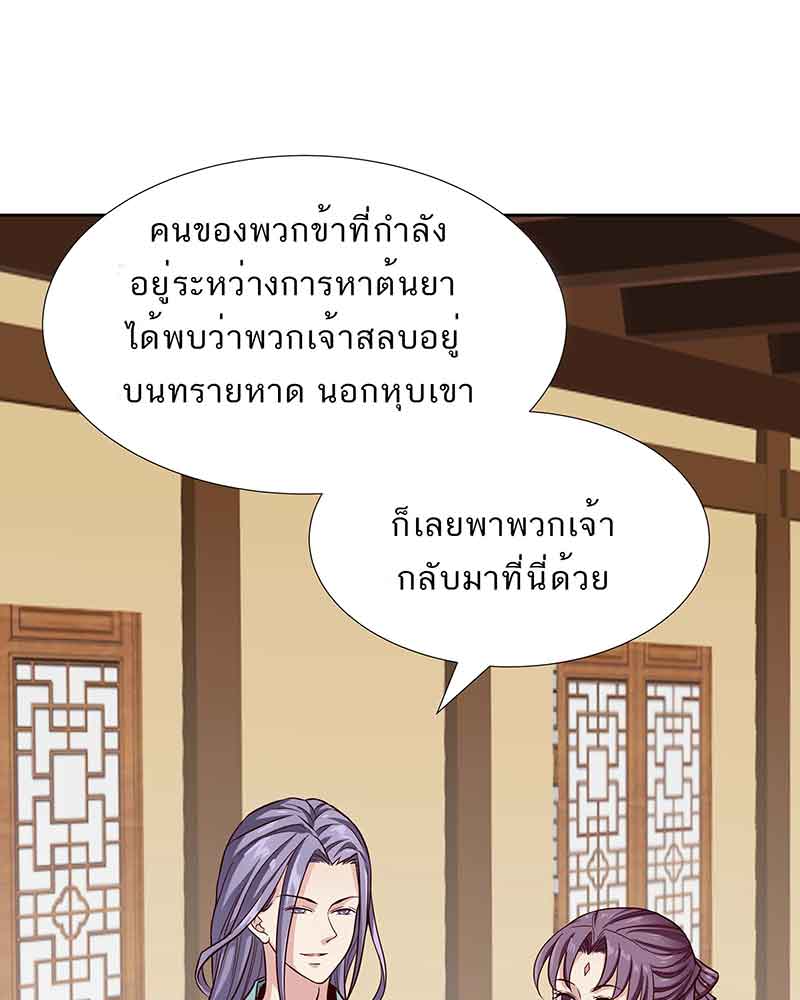 คนของพวกข้าที่กำลัง
อยู่ระหว่างการหาต้นยา
ได้พบว่าพวกเจ้าสลบอยู่
บนทรายหาด นอกหุบเขา
ก็เลยพาพวกเจ้า
กลับมาที่นี่ด้วย